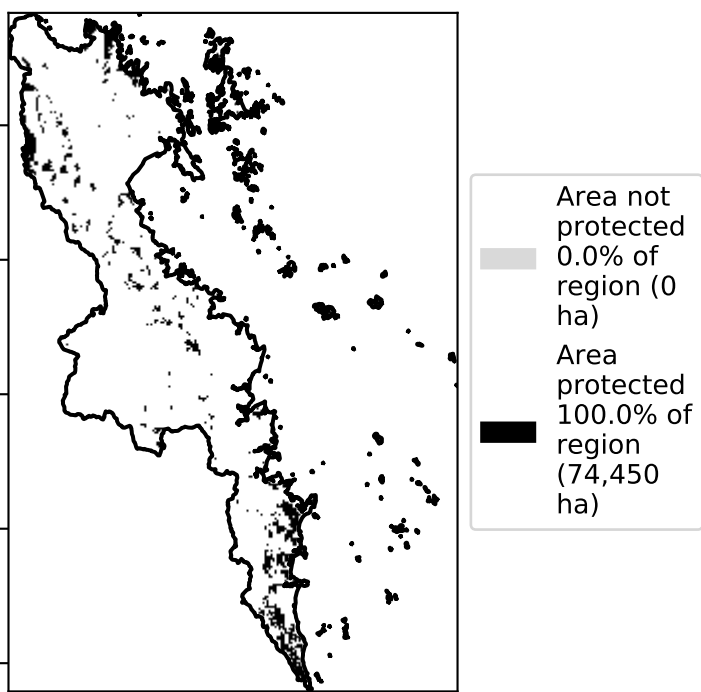 Area not
protected
0.0% of
region (0
ha)
Area
protected
100.0% of
region
(74,450
ha)